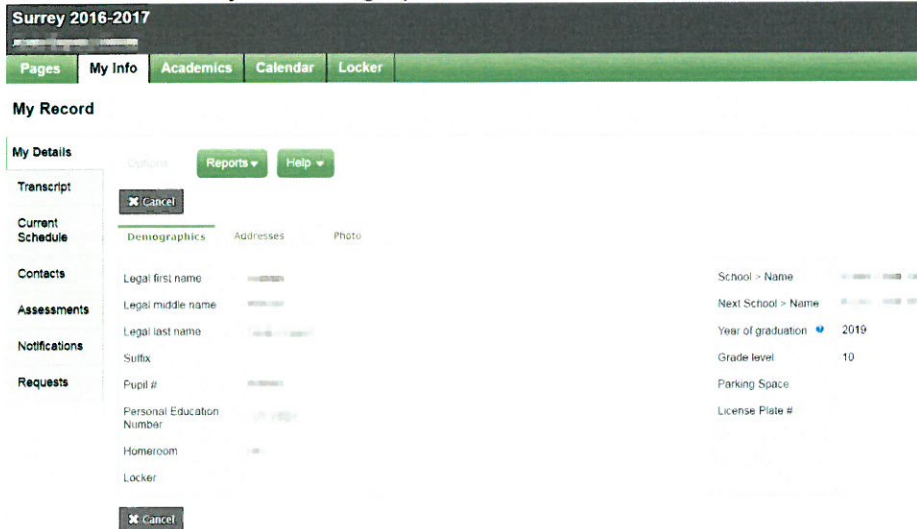 Surrey 2016-2017
Pages My Info Academics Calendar Locker
My Record
My Details
Transcript
Current
Schedule
Contacts
Assessments
Notifications
Requests
Options Reports Help
Cancel
Demographics Addresses Photo
Legal first name
Legal middle name
Legal last name
Suffix
Pupil #
Personal Education
Number
Homeroom
Locker
School > Name
Next School > Name
Year of graduation 2019
Grade level 10
Parking Space
License Plate #
Cancel